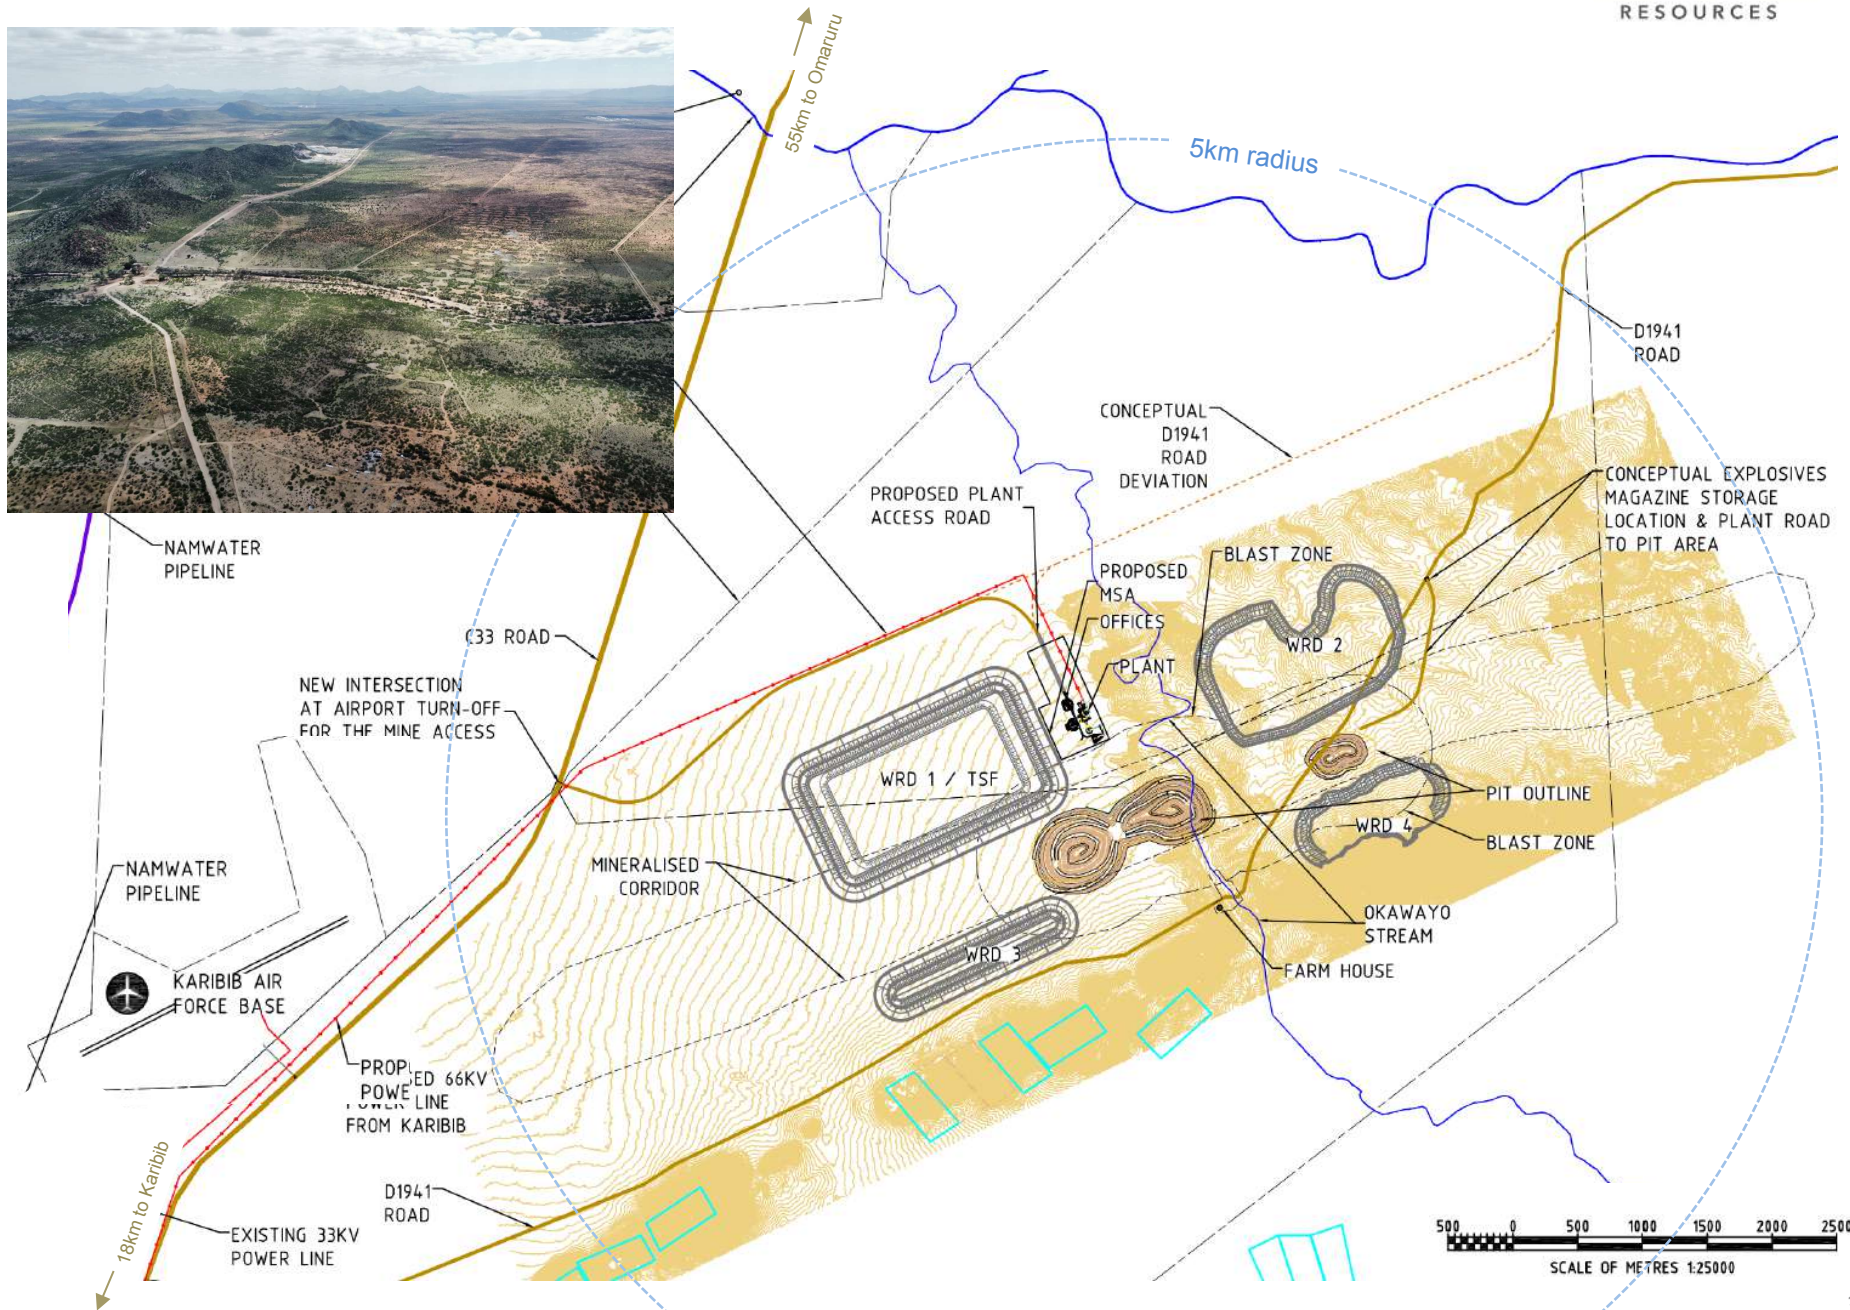 RESOURCES
55km to Omaruru
5km radius
D1941
ROAD
CONCEPTUAL
D1941
ROAD
DEVIATION
CONCEPTUAL EXPLOSIVES
MAGAZINE STORAGE
LOCATION & PLANT ROAD
TO PIT AREA
PROPOSED PLANT
ACCESS ROAD
NAMWATER
PIPELINE
BLAST ZONE
PROPOSED
MSA
OFFICES
PLANT
C33 ROAD
WRD 2
NEW INTERSECTION
AT AIRPORT TURN-OFF
FOR THE MINE ACCESS
WRD 1 / TSF
PIT OUTLINE
WRD 4
BLAST ZONE
MINERALISED
CORRIDOR
NAMWATER
PIPELINE
OKAWAYO
STREAM
WRD 3
FARM HOUSE
KARIBIB AIR
FORCE BASE
PROP
SED 66KV
POWE
POWER LINE
FROM KARIBIB
18km to Karibib
D1941
ROAD
EXISTING 33KV
POWER LINE
500 0 500 1000 1500 2000 2500
SCALE OF METRES 1:25000